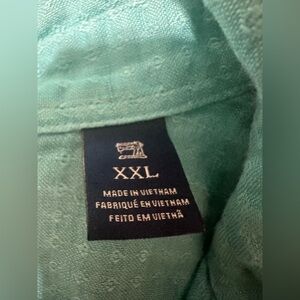 XXL
MADE IN VIETNAM
FABRIQUÉ EN VIETNAM
FEITO EM VIETNÃ